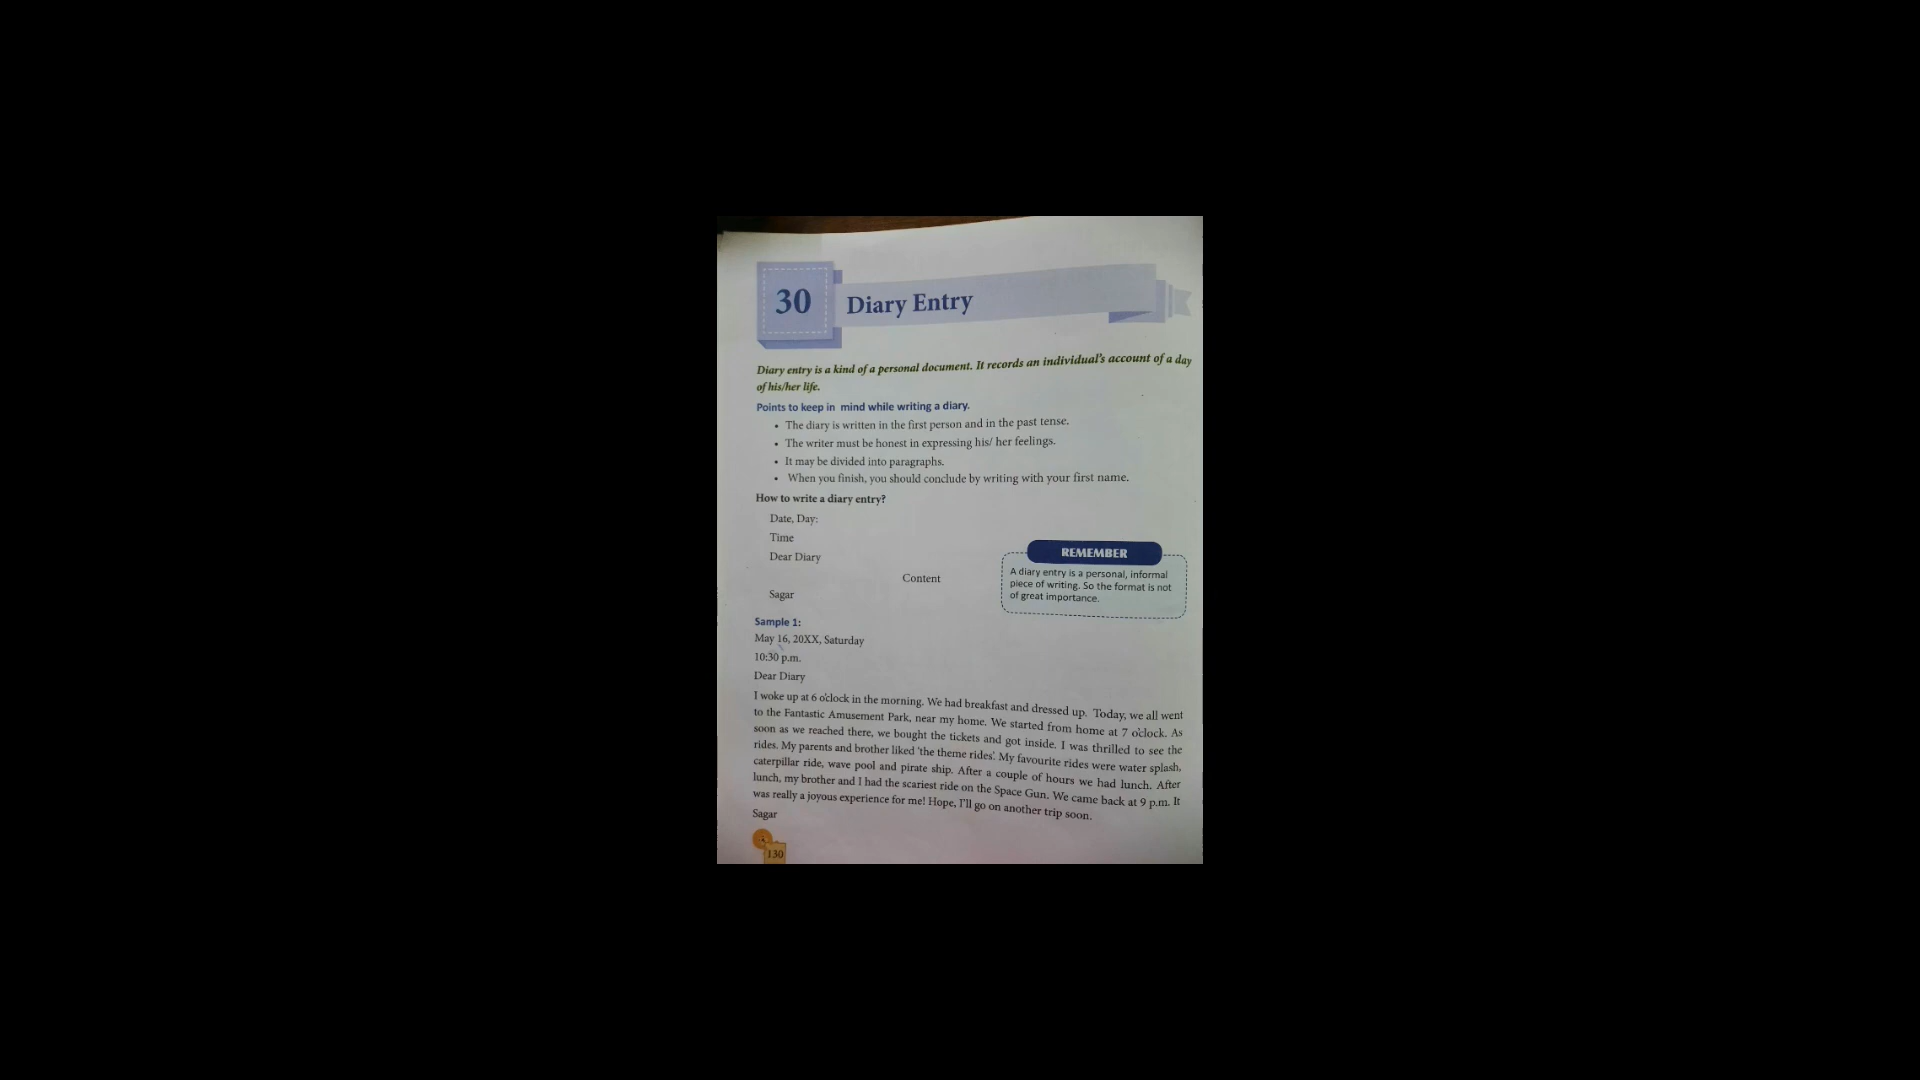 30
Diary Entry
Diary entry is a kind of a personal document. It records an individual's account of a day
of his/her life.
Points to keep in mind while writing a diary.
• The diary is written in the first person and in the past tense.
• The writer must be honest in expressing his/ her feelings.
• It may be divided into paragraphs.
• When you finish, you should conclude by writing with your first name.
How to write a diary entry?
Date, Day:
Time
Dear Diary
Content
Sagar
REMEMBER
A diary entry is a personal, informal
piece of writing. So the format is not
of great importance.
Sample 1:
May 16, 20XX, Saturday
10:30 p.m.
Dear Diary
I woke up at 6 o'clock in the morning. We had breakfast and dressed up. Today, we all went
to the Fantastic Amusement Park, near my home. We started from home at 7 o'clock. As
soon as we reached there, we bought the tickets and got inside. I was thrilled to see the
rides. My parents and brother liked 'the theme rides'. My favourite rides were water splash,
caterpillar ride, wave pool and pirate ship. After a couple of hours we had lunch. After
lunch, my brother and I had the scariest ride on the Space Gun. We came back at 9 p.m. It
was really a joyous experience for me! Hope, I'll go on another trip soon.
Sagar
130